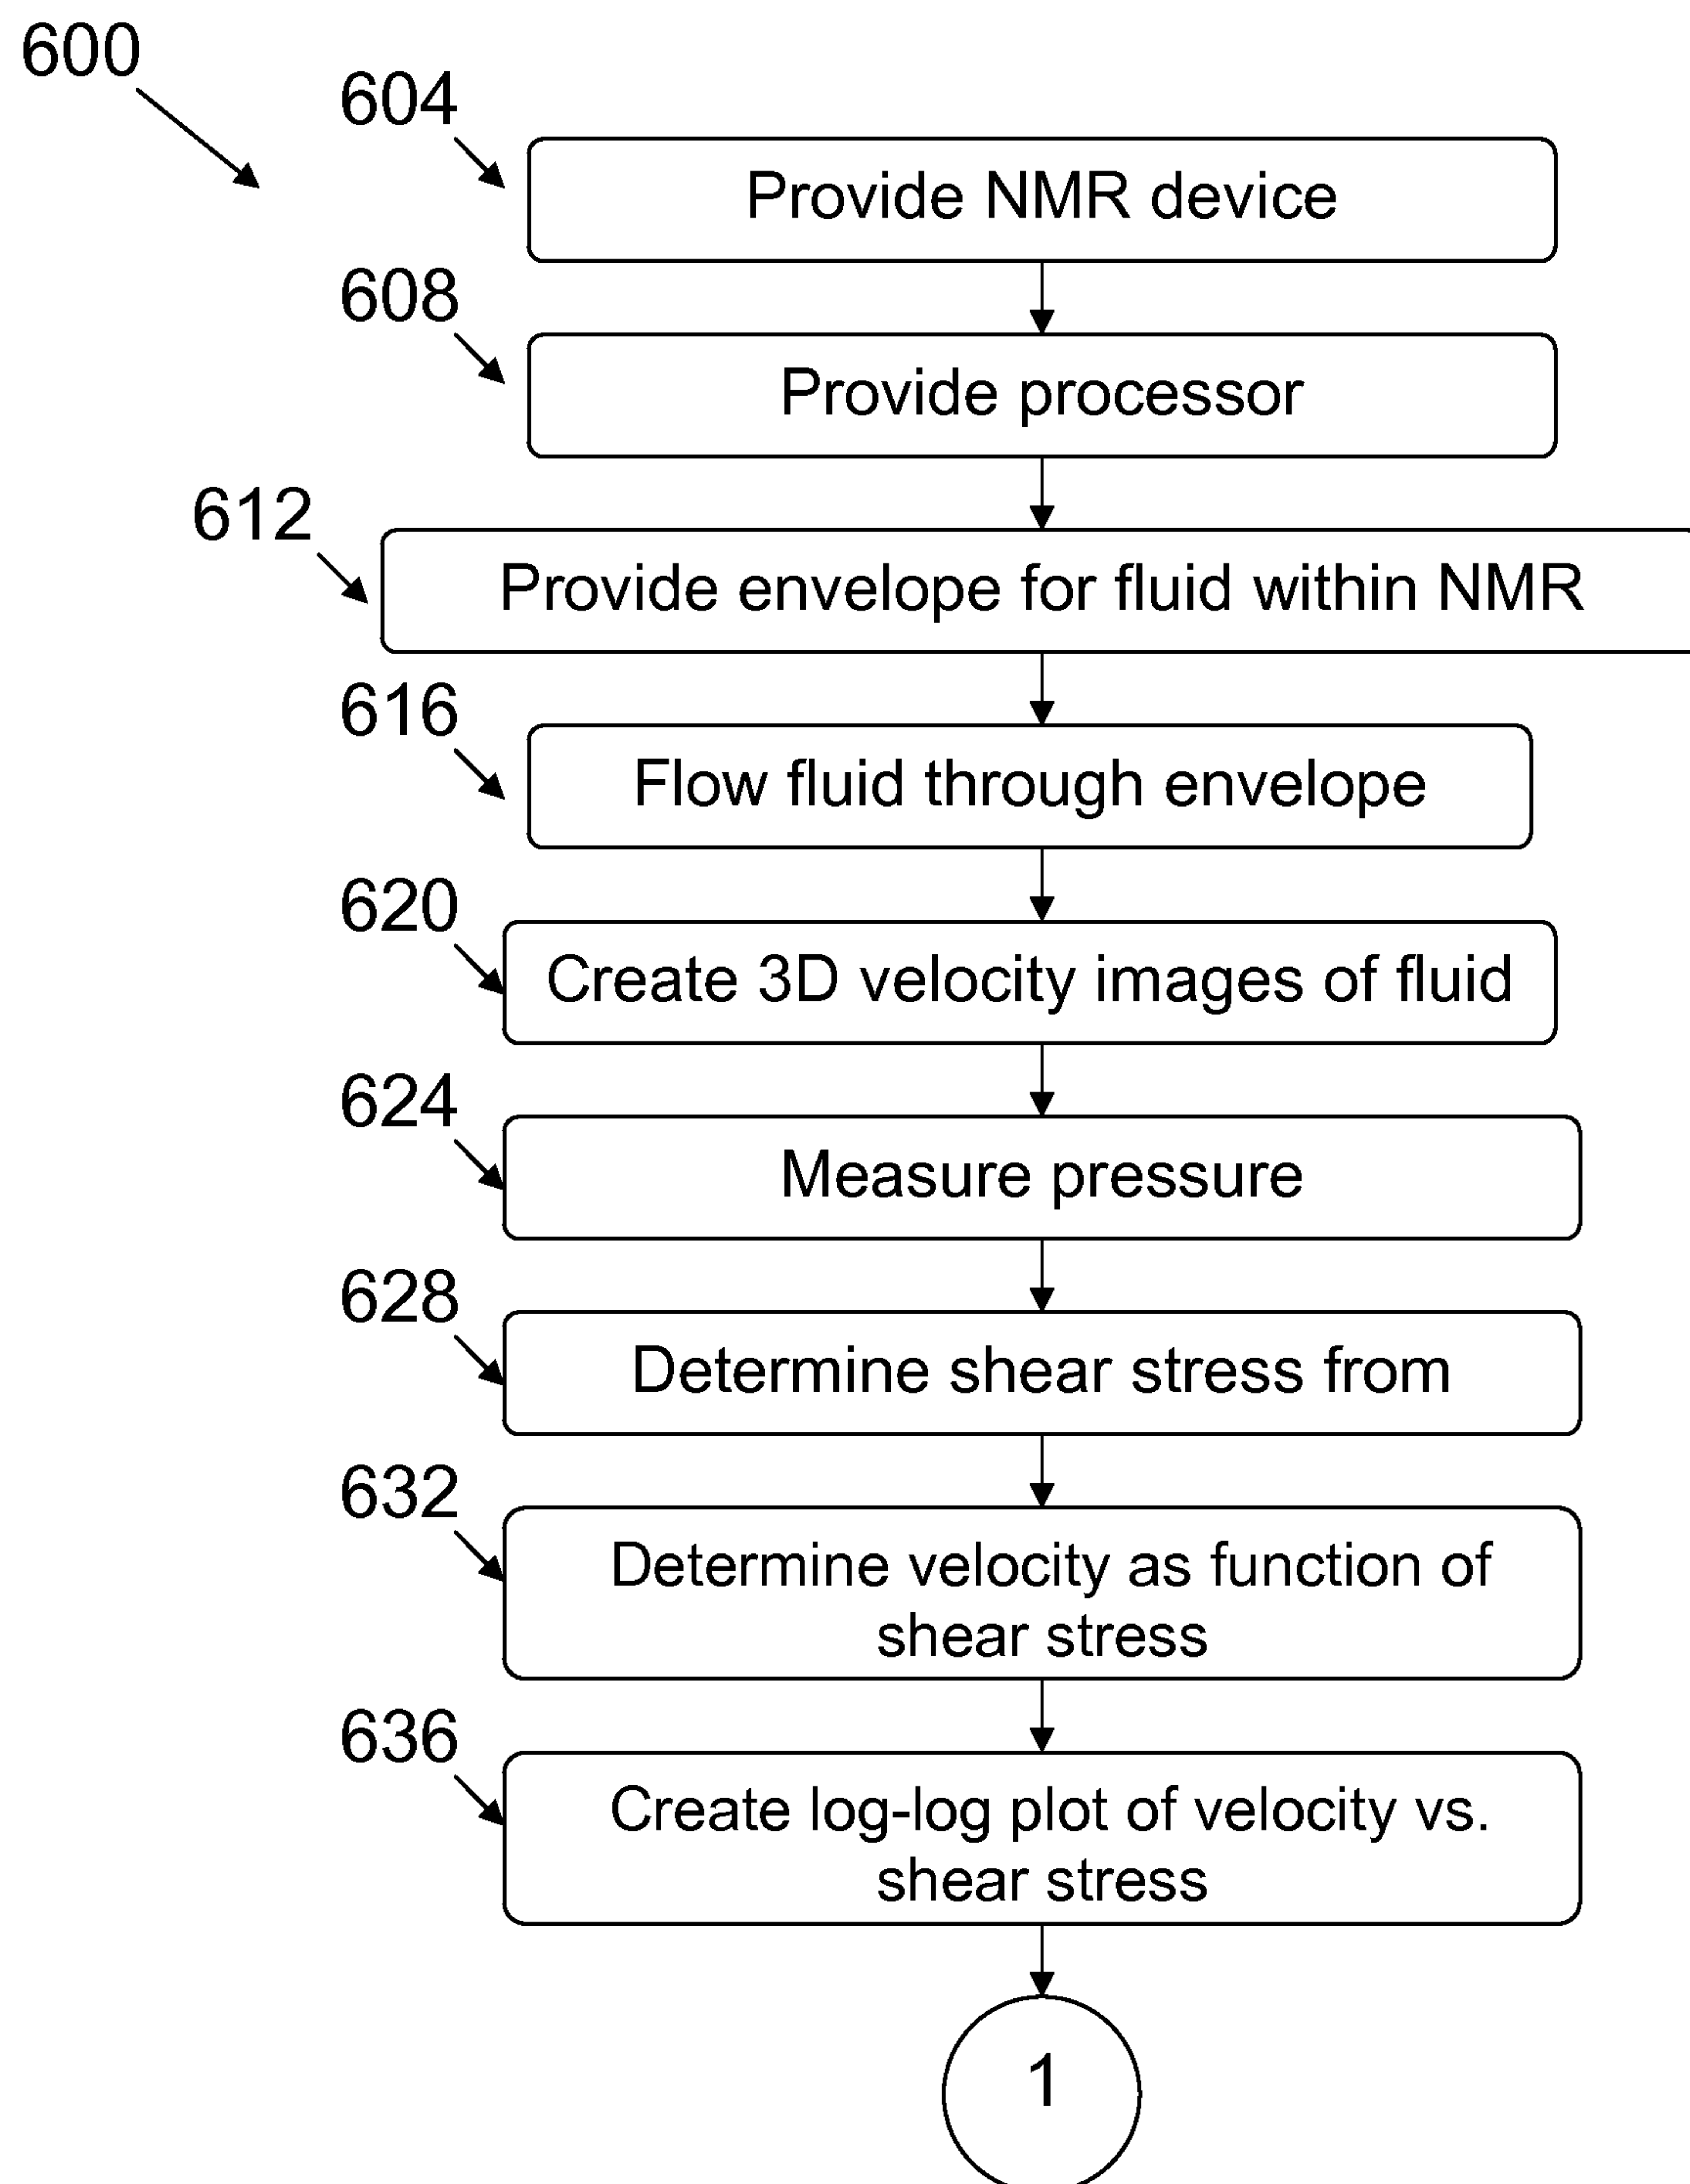 600
604
Provide NMR device
608
Provide processor
612
Provide envelope for fluid within NMR
616
Flow fluid through envelope
620
Create 3D velocity images of fluid
624
Measure pressure
628
Determine shear stress from
632
Determine velocity as function of
shear stress
636
Create log-log plot of velocity vs.
shear stress
1